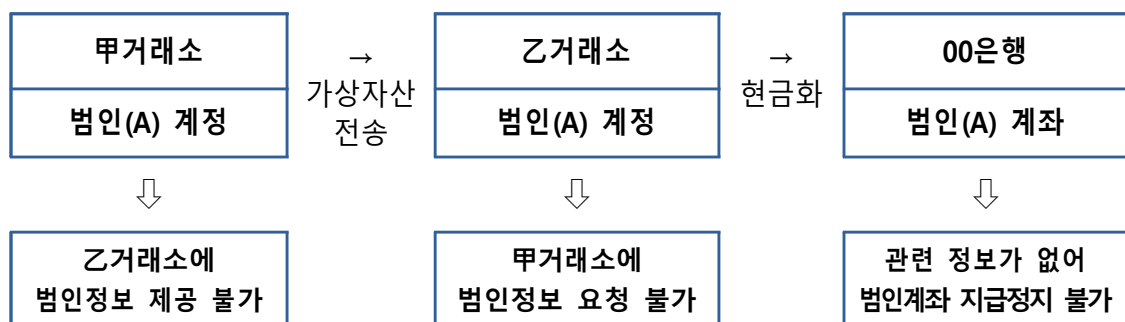 甲거래소
→
乙거래소
→
00은행
범인(A) 계정
가상자산
전송
범인(A) 계정
현금화
범인(A) 계좌
⇩
⇩
⇩
乙거래소에
범인정보 제공 불가
甲거래소에
범인정보 요청 불가
관련 정보가 없어
범인계좌 지급정지 불가